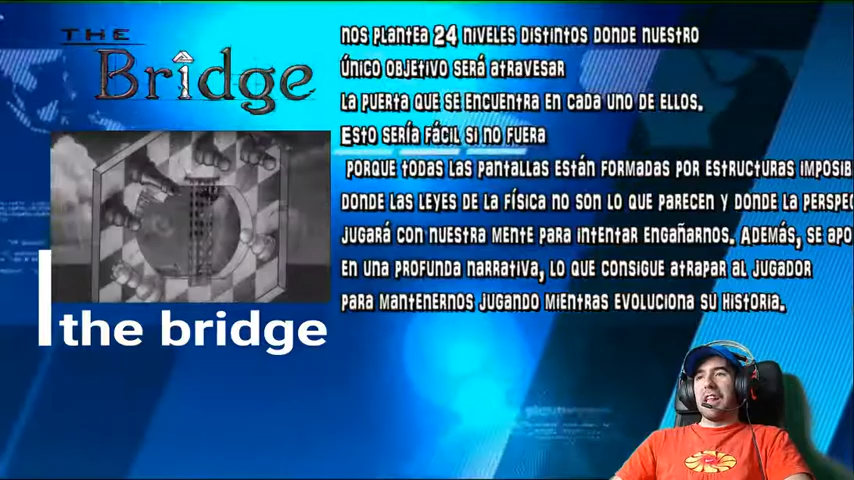 THE
Bridge
nos plantea 24 niveles distintos donde nuestro
único objetivo será atravesar
la puerta que se encuentra en cada uno de ellos.
Esto sería fácil si no fuera
porque todas las pantallas están formadas por estructuras imposib
donde las leyes de la física no son lo que parecen y donde la perspec
jugará con nuestra mente para intentar engañarnos. Además, se apo
en una profunda narrativa, lo que consigue atrapar al jugador
para mantenernos jugando mientras evoluciona su historia.
the bridge